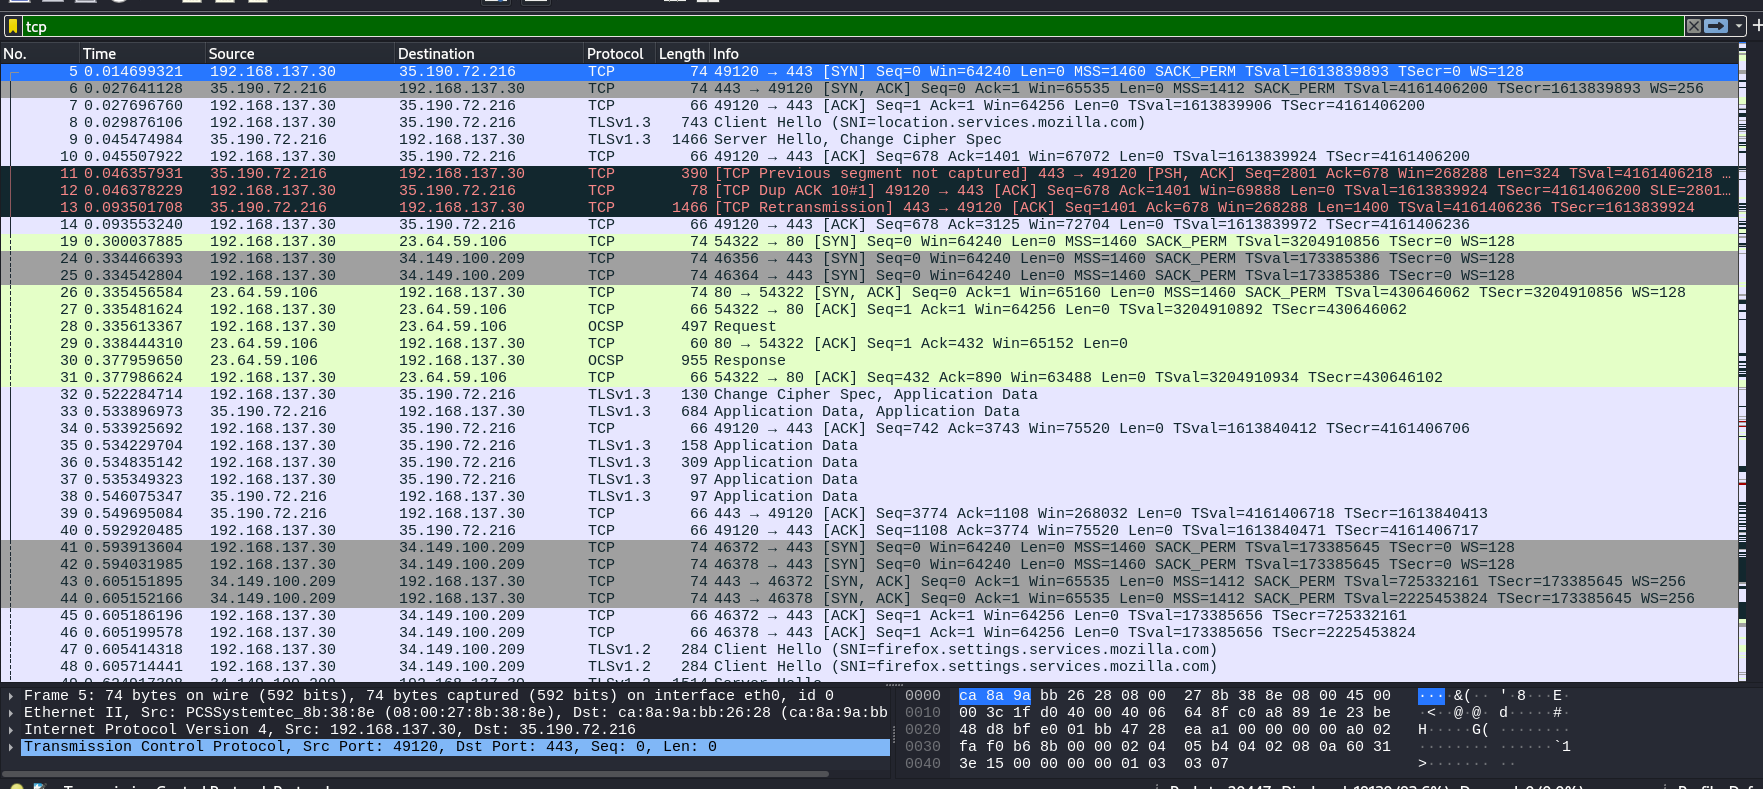 tcp
No. Time Source Destination Protocol Length Info
5 0.014699321 192.168.137.30 35.190.72.216 TCP 74 49120 → 443 [SYN] Seq=0 Win=64240 Len=0 MSS=1460 SACK_PERM TSval=1613839893 TSecr=0 WS=128
6 0.027641128 35.190.72.216 192.168.137.30 TCP 74 443 → 49120 [SYN, ACK] Seq=0 Ack=1 Win=65535 Len=0 MSS=1412 SACK_PERM TSval=4161406200 TSecr=1613839893 WS=256
7 0.027696760 192.168.137.30 35.190.72.216 TCP 66 49120 → 443 [ACK] Seq=1 Ack=1 Win=64256 Len=0 TSval=1613839906 TSecr=4161406200
8 0.029876106 192.168.137.30 35.190.72.216 TLSv1.3 743 Client Hello (SNI=location.services.mozilla.com)
9 0.045474984 35.190.72.216 192.168.137.30 TLSv1.3 1466 Server Hello, Change Cipher Spec
10 0.045507922 192.168.137.30 35.190.72.216 TCP 66 49120 → 443 [ACK] Seq=678 Ack=1401 Win=67072 Len=0 TSval=1613839924 TSecr=4161406200
11 0.046357931 35.190.72.216 192.168.137.30 TCP 390 [TCP Previous segment not captured] 443 → 49120 [PSH, ACK] Seq=2801 Ack=678 Win=268288 Len=324 TSval=4161406218 …
12 0.046378229 192.168.137.30 35.190.72.216 TCP 78 [TCP Dup ACK 10#1] 49120 → 443 [ACK] Seq=678 Ack=1401 Win=69888 Len=0 TSval=1613839924 TSecr=4161406200 SLE=2801…
13 0.093501708 35.190.72.216 192.168.137.30 TCP 1466 [TCP Retransmission] 443 → 49120 [ACK] Seq=1401 Ack=678 Win=268288 Len=1400 TSval=4161406236 TSecr=1613839924
14 0.093553240 192.168.137.30 35.190.72.216 TCP 66 49120 → 443 [ACK] Seq=678 Ack=3125 Win=72704 Len=0 TSval=1613839972 TSecr=4161406236
19 0.300037885 192.168.137.30 23.64.59.106 TCP 74 54322 → 80 [SYN] Seq=0 Win=64240 Len=0 MSS=1460 SACK_PERM TSval=3204910856 TSecr=0 WS=128
24 0.334466393 192.168.137.30 34.149.100.209 TCP 74 46356 → 443 [SYN] Seq=0 Win=64240 Len=0 MSS=1460 SACK_PERM TSval=173385386 TSecr=0 WS=128
25 0.334542804 192.168.137.30 34.149.100.209 TCP 74 46364 → 443 [SYN] Seq=0 Win=64240 Len=0 MSS=1460 SACK_PERM TSval=173385386 TSecr=0 WS=128
26 0.335456584 23.64.59.106 192.168.137.30 TCP 74 80 → 54322 [SYN, ACK] Seq=0 Ack=1 Win=65160 Len=0 MSS=1460 SACK_PERM TSval=430646062 TSecr=3204910856 WS=128
27 0.335481624 192.168.137.30 23.64.59.106 TCP 66 54322 → 80 [ACK] Seq=1 Ack=1 Win=64256 Len=0 TSval=3204910892 TSecr=430646062
28 0.335613367 192.168.137.30 23.64.59.106 OCSP 497 Request
29 0.338444310 23.64.59.106 192.168.137.30 TCP 60 80 → 54322 [ACK] Seq=1 Ack=432 Win=65152 Len=0
30 0.377959650 23.64.59.106 192.168.137.30 OCSP 955 Response
31 0.377986624 192.168.137.30 23.64.59.106 TCP 66 54322 → 80 [ACK] Seq=432 Ack=890 Win=63488 Len=0 TSval=3204910934 TSecr=430646102
32 0.522284714 192.168.137.30 35.190.72.216 TLSv1.3 130 Change Cipher Spec, Application Data
33 0.533896973 35.190.72.216 192.168.137.30 TLSv1.3 684 Application Data, Application Data
34 0.533925692 192.168.137.30 35.190.72.216 TCP 66 49120 → 443 [ACK] Seq=742 Ack=3743 Win=75520 Len=0 TSval=1613840412 TSecr=4161406706
35 0.534229704 192.168.137.30 35.190.72.216 TLSv1.3 158 Application Data
36 0.534835142 192.168.137.30 35.190.72.216 TLSv1.3 309 Application Data
37 0.535349323 192.168.137.30 35.190.72.216 TLSv1.3 97 Application Data
38 0.546075347 35.190.72.216 192.168.137.30 TLSv1.3 97 Application Data
39 0.549695084 35.190.72.216 192.168.137.30 TCP 66 443 → 49120 [ACK] Seq=3774 Ack=1108 Win=268032 Len=0 TSval=4161406718 TSecr=1613840413
40 0.592920485 192.168.137.30 35.190.72.216 TCP 66 49120 → 443 [ACK] Seq=1108 Ack=3774 Win=75520 Len=0 TSval=1613840471 TSecr=4161406717
41 0.593913604 192.168.137.30 34.149.100.209 TCP 74 46372 → 443 [SYN] Seq=0 Win=64240 Len=0 MSS=1460 SACK_PERM TSval=173385645 TSecr=0 WS=128
42 0.594031985 192.168.137.30 34.149.100.209 TCP 74 46378 → 443 [SYN] Seq=0 Win=64240 Len=0 MSS=1460 SACK_PERM TSval=173385645 TSecr=0 WS=128
43 0.605151895 34.149.100.209 192.168.137.30 TCP 74 443 → 46372 [SYN, ACK] Seq=0 Ack=1 Win=65535 Len=0 MSS=1412 SACK_PERM TSval=725332161 TSecr=173385645 WS=256
44 0.605152166 34.149.100.209 192.168.137.30 TCP 74 443 → 46378 [SYN, ACK] Seq=0 Ack=1 Win=65535 Len=0 MSS=1412 SACK_PERM TSval=2225453824 TSecr=173385645 WS=256
45 0.605186196 192.168.137.30 34.149.100.209 TCP 66 46372 → 443 [ACK] Seq=1 Ack=1 Win=64256 Len=0 TSval=173385656 TSecr=725332161
46 0.605199578 192.168.137.30 34.149.100.209 TCP 66 46378 → 443 [ACK] Seq=1 Ack=1 Win=64256 Len=0 TSval=173385656 TSecr=2225453824
47 0.605414318 192.168.137.30 34.149.100.209 TLSv1.2 284 Client Hello (SNI=firefox.settings.services.mozilla.com)
48 0.605714441 192.168.137.30 34.149.100.209 TLSv1.2 284 Client Hello (SNI=firefox.settings.services.mozilla.com)
Frame 5: 74 bytes on wire (592 bits), 74 bytes captured (592 bits) on interface eth0, id 0
Ethernet II, Src: PCSSystemtec_8b:38:8e (08:00:27:8b:38:8e), Dst: ca:8a:9a:bb:26:28 (ca:8a:9a:bb
Internet Protocol Version 4, Src: 192.168.137.30, Dst: 35.190.72.216
Transmission Control Protocol, Src Port: 49120, Dst Port: 443, Seq: 0, Len: 0
0000 ca 8a 9a bb 26 28 08 00 27 8b 38 8e 08 00 45 00 ····&(·· '·8···E·
0010 00 3c 1f d0 40 00 40 06 64 8f c0 a8 89 1e 23 be ·<··@·@· d·····#·
0020 48 d8 bf e0 01 bb 47 28 ea a1 00 00 00 00 a0 02 H·····G( ········
0030 fa f0 b6 8b 00 00 02 04 05 b4 04 02 08 0a 60 31 ········ ······`1
0040 3e 15 00 00 00 00 01 03 03 07 >······· ··